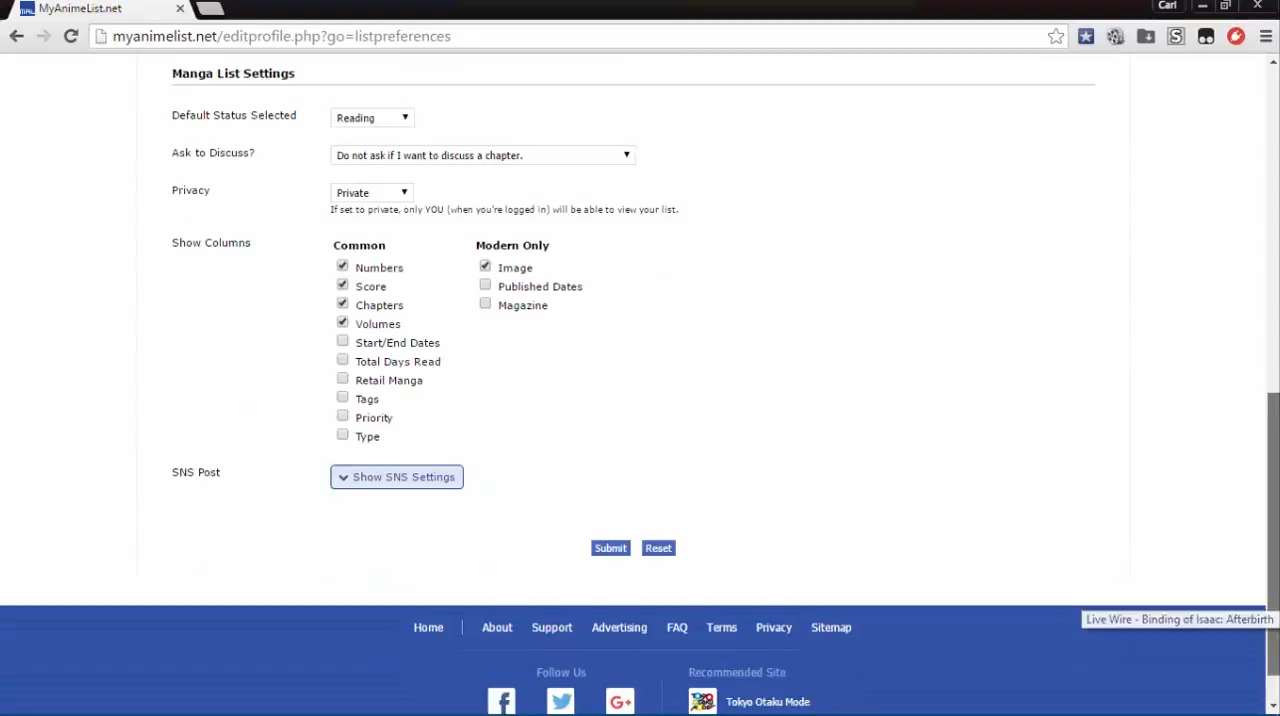 MyAnimeList.net
Carl
myanimelist.net/editprofile.php?go=listpreferences
Manga List Settings
Default Status Selected
Reading
Ask to Discuss?
Do not ask if I want to discuss a chapter.
Privacy
Private
If set to private, only YOU (when you're logged in) will be able to view your list.
Show Columns
Common
Modern Only
Numbers
Image
Score
Published Dates
Chapters
Magazine
Volumes
Start/End Dates
Total Days Read
Retail Manga
Tags
Priority
Type
SNS Post
Show SNS Settings
Submit
Reset
Live Wire - Binding of Isaac: Afterbirth
Home
About
Support
Advertising
FAQ
Terms
Privacy
Sitemap
Follow Us
Recommended Site
Tokyo Otaku Mode